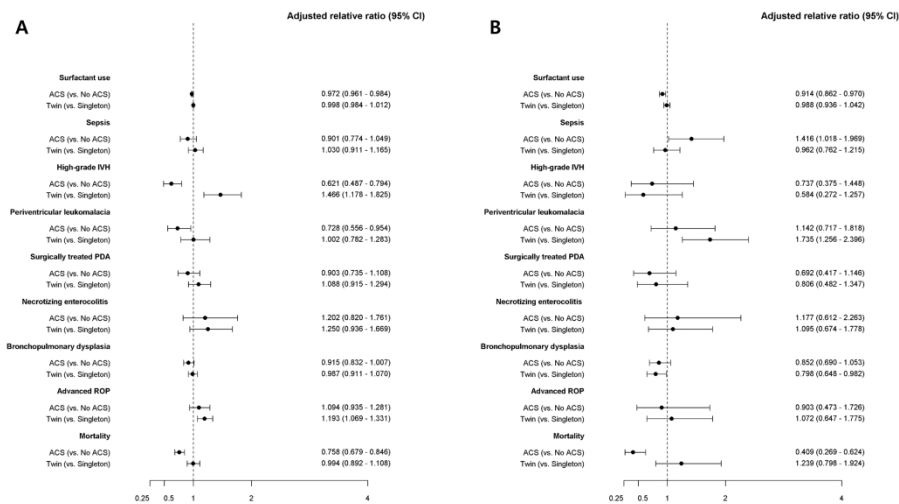 A
Adjusted relative ratio (95% CI)
Surfactant use
ACS (vs. No ACS) 0.972 (0.961 - 0.984)
Twin (vs. Singleton) 0.998 (0.984 - 1.012)
Sepsis
ACS (vs. No ACS) 0.901 (0.774 - 1.049)
Twin (vs. Singleton) 1.030 (0.911 - 1.165)
High-grade IVH
ACS (vs. No ACS) 0.621 (0.487 - 0.794)
Twin (vs. Singleton) 1.466 (1.178 - 1.825)
Periventricular leukomalacia
ACS (vs. No ACS) 0.728 (0.556 - 0.954)
Twin (vs. Singleton) 1.002 (0.782 - 1.283)
Surgically treated PDA
ACS (vs. No ACS) 0.903 (0.735 - 1.108)
Twin (vs. Singleton) 1.088 (0.915 - 1.294)
Necrotizing enterocolitis
ACS (vs. No ACS) 1.202 (0.820 - 1.761)
Twin (vs. Singleton) 1.250 (0.936 - 1.669)
Bronchopulmonary dysplasia
ACS (vs. No ACS) 0.915 (0.832 - 1.007)
Twin (vs. Singleton) 0.987 (0.911 - 1.070)
Advanced ROP
ACS (vs. No ACS) 1.094 (0.935 - 1.281)
Twin (vs. Singleton) 1.193 (1.069 - 1.331)
Mortality
ACS (vs. No ACS) 0.758 (0.679 - 0.846)
Twin (vs. Singleton) 0.994 (0.892 - 1.108)
0.25 0.5 1 2 4
B
Adjusted relative ratio (95% CI)
Surfactant use
ACS (vs. No ACS) 0.914 (0.862 - 0.970)
Twin (vs. Singleton) 0.988 (0.936 - 1.042)
Sepsis
ACS (vs. No ACS) 1.416 (1.018 - 1.969)
Twin (vs. Singleton) 0.962 (0.762 - 1.215)
High-grade IVH
ACS (vs. No ACS) 0.737 (0.375 - 1.448)
Twin (vs. Singleton) 0.584 (0.272 - 1.257)
Periventricular leukomalacia
ACS (vs. No ACS) 1.142 (0.717 - 1.818)
Twin (vs. Singleton) 1.735 (1.256 - 2.396)
Surgically treated PDA
ACS (vs. No ACS) 0.692 (0.417 - 1.146)
Twin (vs. Singleton) 0.806 (0.482 - 1.347)
Necrotizing enterocolitis
ACS (vs. No ACS) 1.177 (0.612 - 2.263)
Twin (vs. Singleton) 1.095 (0.674 - 1.778)
Bronchopulmonary dysplasia
ACS (vs. No ACS) 0.852 (0.690 - 1.053)
Twin (vs. Singleton) 0.798 (0.648 - 0.982)
Advanced ROP
ACS (vs. No ACS) 0.903 (0.473 - 1.726)
Twin (vs. Singleton) 1.072 (0.647 - 1.775)
Mortality
ACS (vs. No ACS) 0.409 (0.269 - 0.624)
Twin (vs. Singleton) 1.239 (0.798 - 1.924)
0.25 0.5 1 2 4